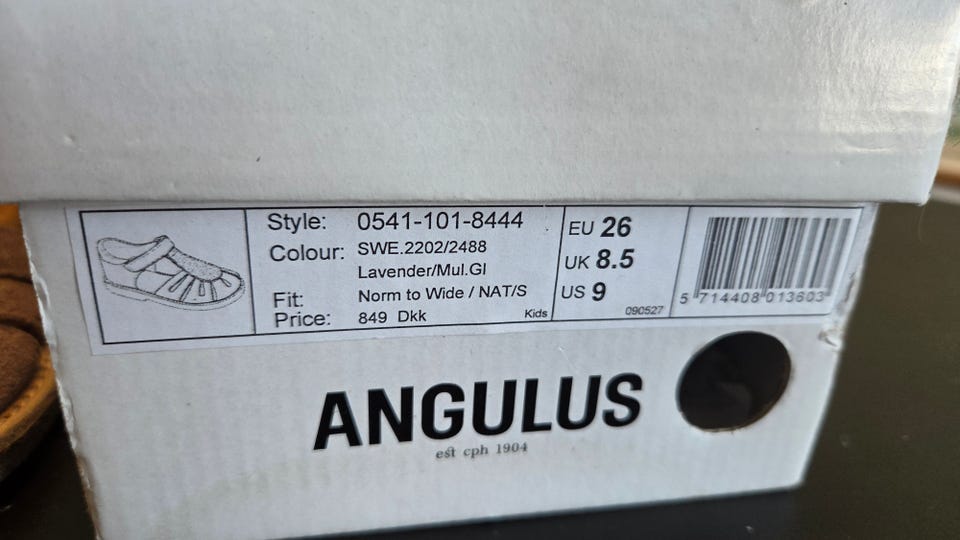 Style: 0541-101-8444
Colour: SWE.2202/2488
Lavender/Mul.Gl
Fit: Norm to Wide / NAT/S
Price: 849 Dkk Kids
EU 26
UK 8.5
US 9
090527
5 714408 013603
ANGULUS
est cph 1904